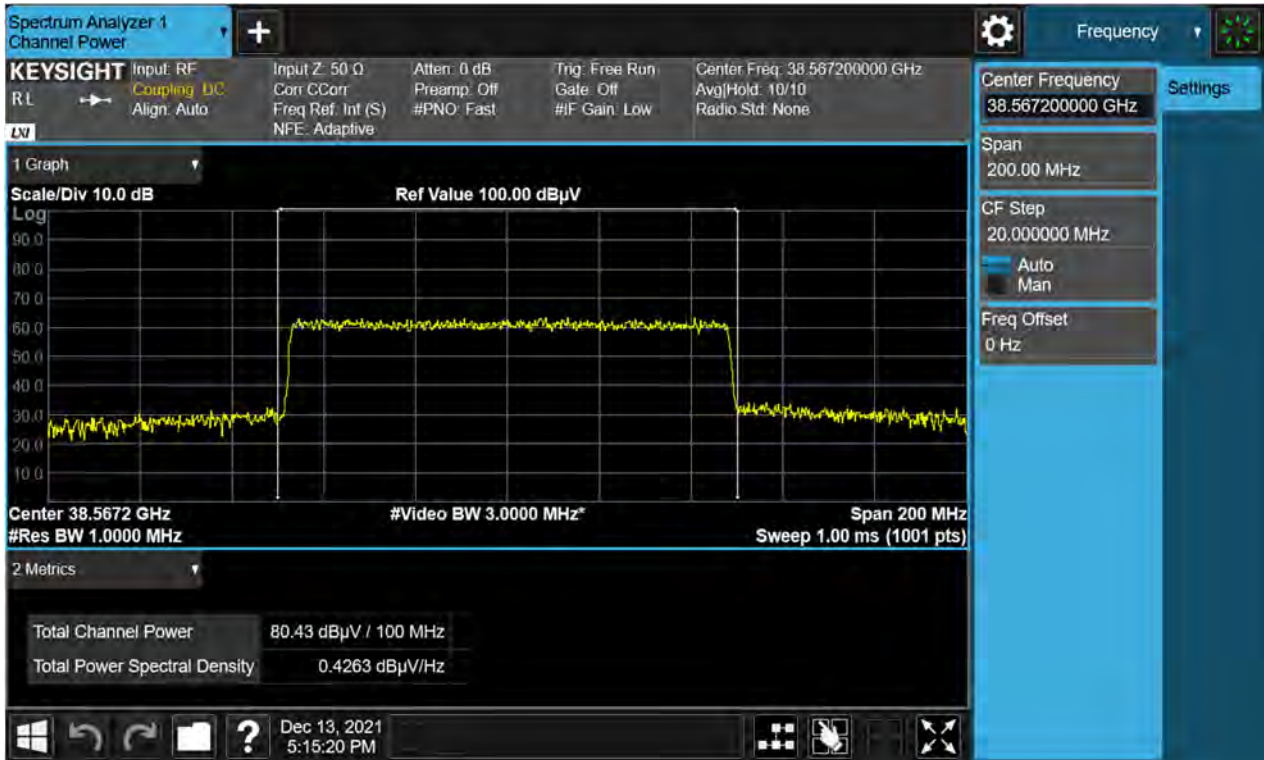 Spectrum Analyzer 1
Channel Power
+
Frequency
KEYSIGHT
RL
LXI
Input: RF
Coupling: DC
Align: Auto
Input Z: 50 Ω
Corr CCorr
Freq Ref: Int (S)
NFE: Adaptive
Atten: 0 dB
Preamp: Off
#PNO: Fast
Trig: Free Run
Gate: Off
#IF Gain: Low
Center Freq: 38.567200000 GHz
Avg|Hold: 10/10
Radio Std: None
Center Frequency
38.567200000 GHz
Settings
Span
200.00 MHz
CF Step
20.000000 MHz
Auto
Man
Freq Offset
0 Hz
1 Graph
Scale/Div 10.0 dB
Ref Value 100.00 dBµV
Log
90.0
80.0
70.0
60.0
50.0
40.0
30.0
20.0
10.0
Center 38.5672 GHz
#Video BW 3.0000 MHz*
Span 200 MHz
#Res BW 1.0000 MHz
Sweep 1.00 ms (1001 pts)
2 Metrics
Total Channel Power 80.43 dBµV / 100 MHz
Total Power Spectral Density 0.4263 dBµV/Hz
?
Dec 13, 2021
5:15:20 PM